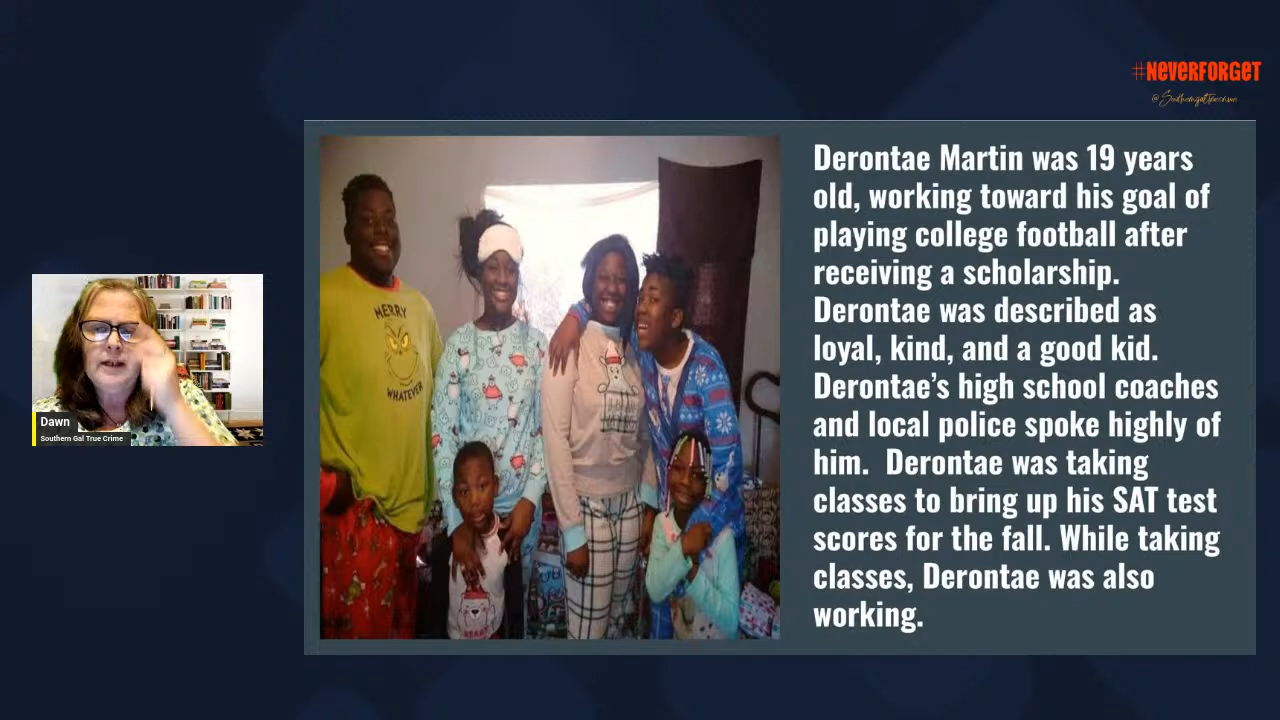 #NEVERFORGET
@Southerngaltruecrime
Derontae Martin was 19 years
old, working toward his goal of
playing college football after
receiving a scholarship.
Derontae was described as
loyal, kind, and a good kid.
Derontae’s high school coaches
and local police spoke highly of
him.  Derontae was taking
classes to bring up his SAT test
scores for the fall. While taking
classes, Derontae was also
working.
MERRY
WHATEVER
Dawn
Southern Gal True Crime